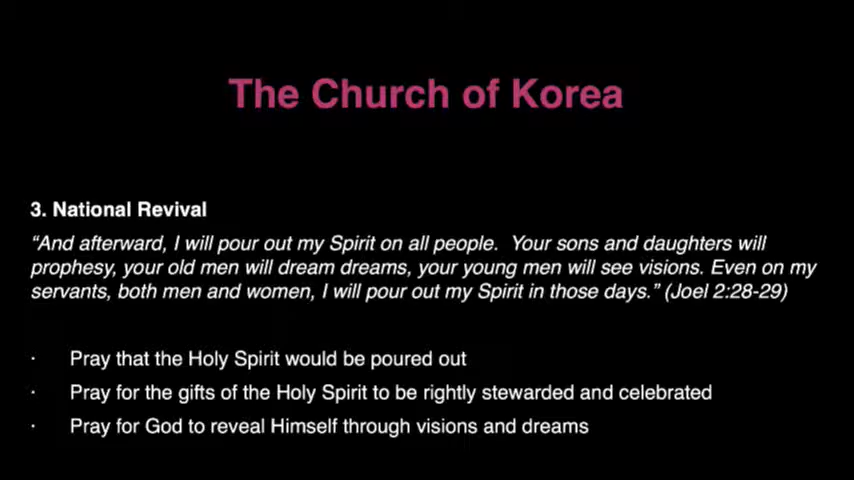 The Church of Korea
3. National Revival
“And afterward, I will pour out my Spirit on all people.  Your sons and daughters will
prophesy, your old men will dream dreams, your young men will see visions. Even on my
servants, both men and women, I will pour out my Spirit in those days.” (Joel 2:28-29)
· Pray that the Holy Spirit would be poured out
· Pray for the gifts of the Holy Spirit to be rightly stewarded and celebrated
· Pray for God to reveal Himself through visions and dreams